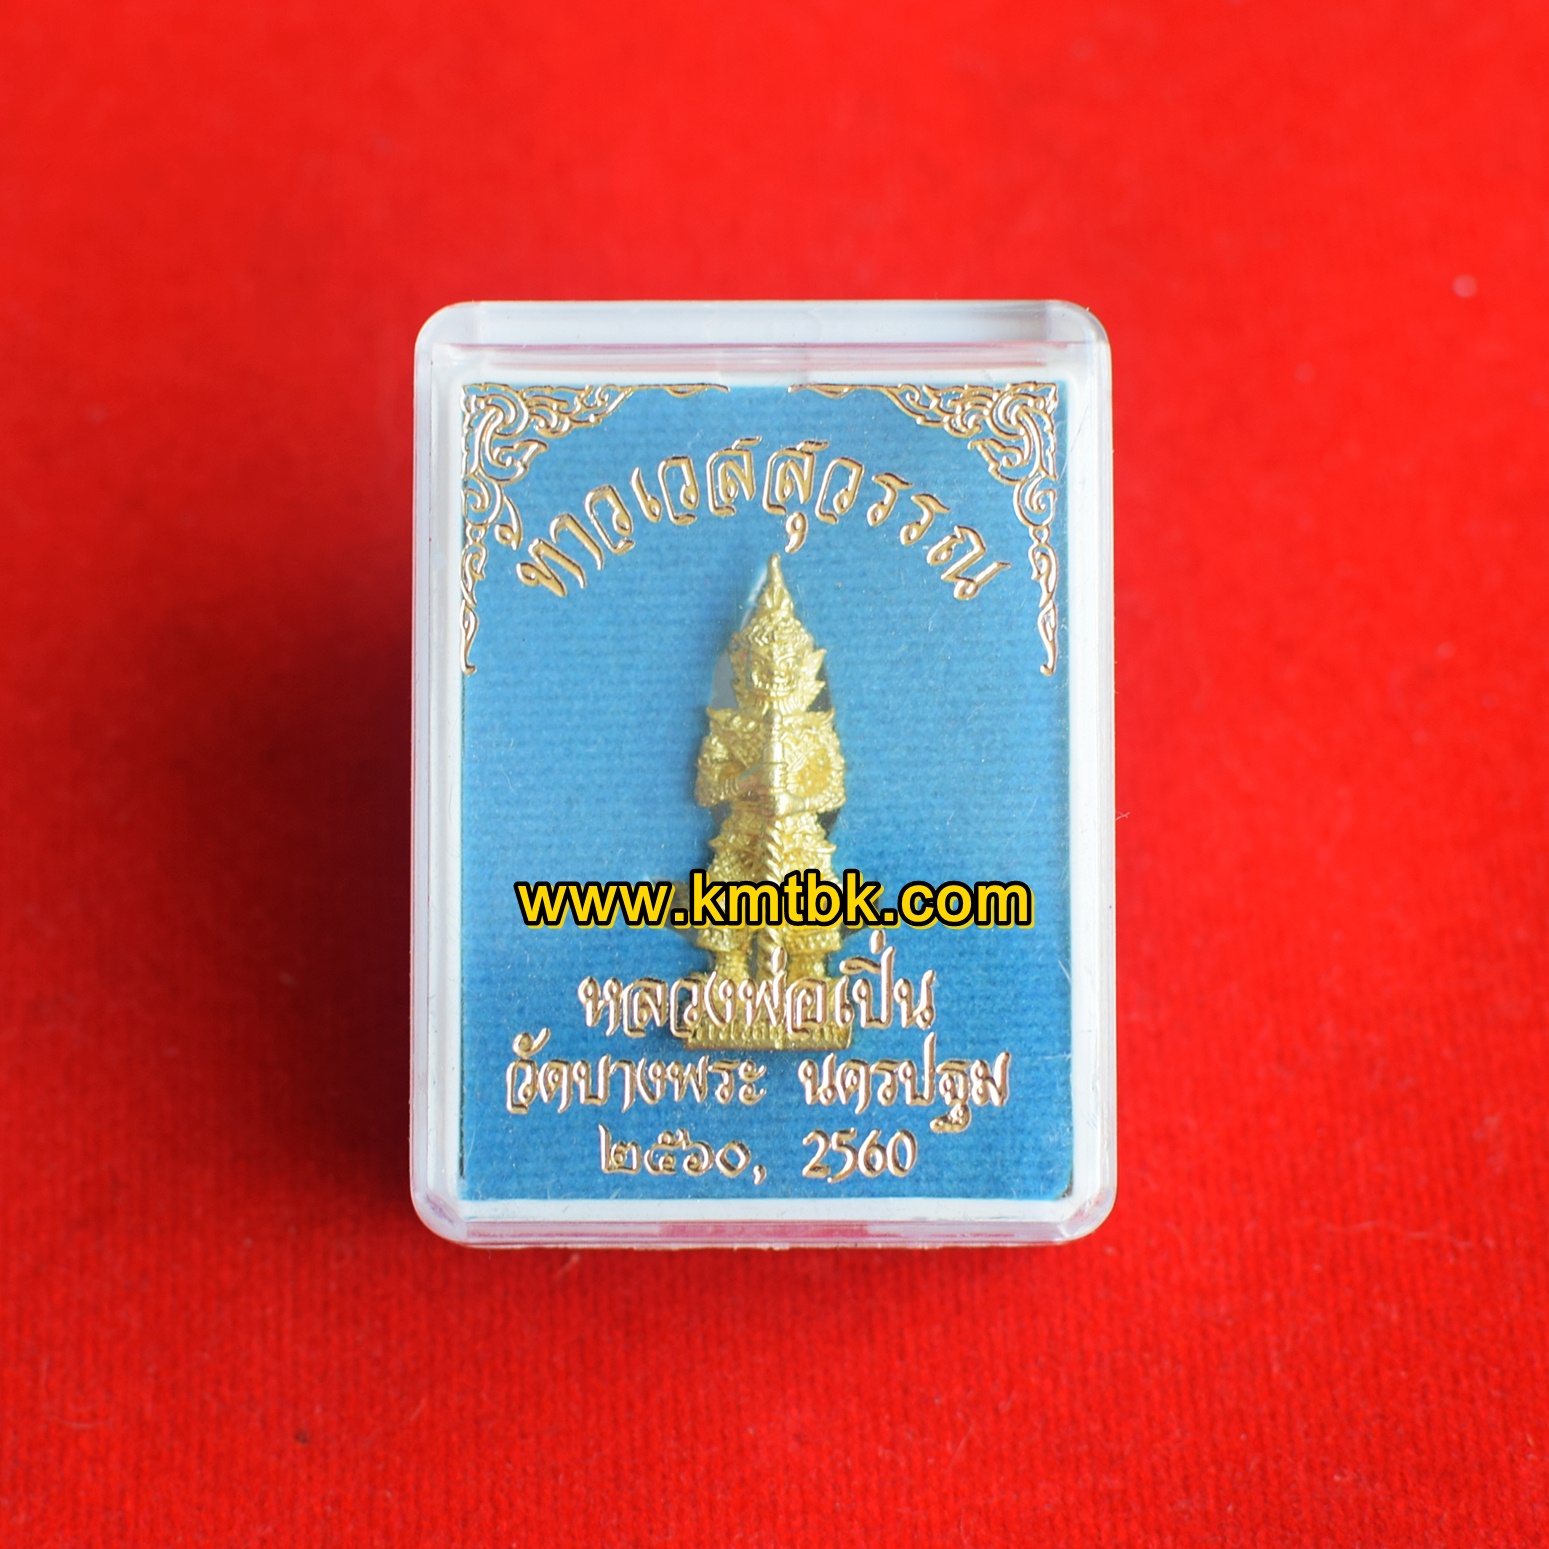 ท้าวเวสสุวรรณ
www.kmtbk.com
หลวงพ่อเปิ่น
วัดบางพระ นครปฐม
๒๕๖๐, 2560